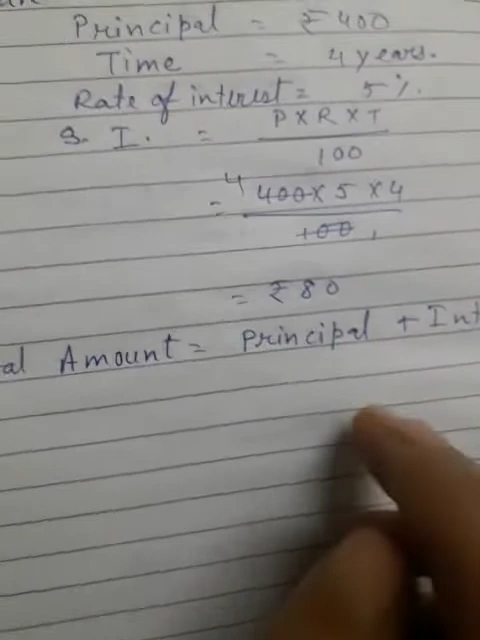 Principal = ₹400
Time = 4 years.
Rate of interest = 5%.
S. I. = P X R X T
100
= 4 400 X 5 X 4
100
= ₹80
al Amount = Principal + Int